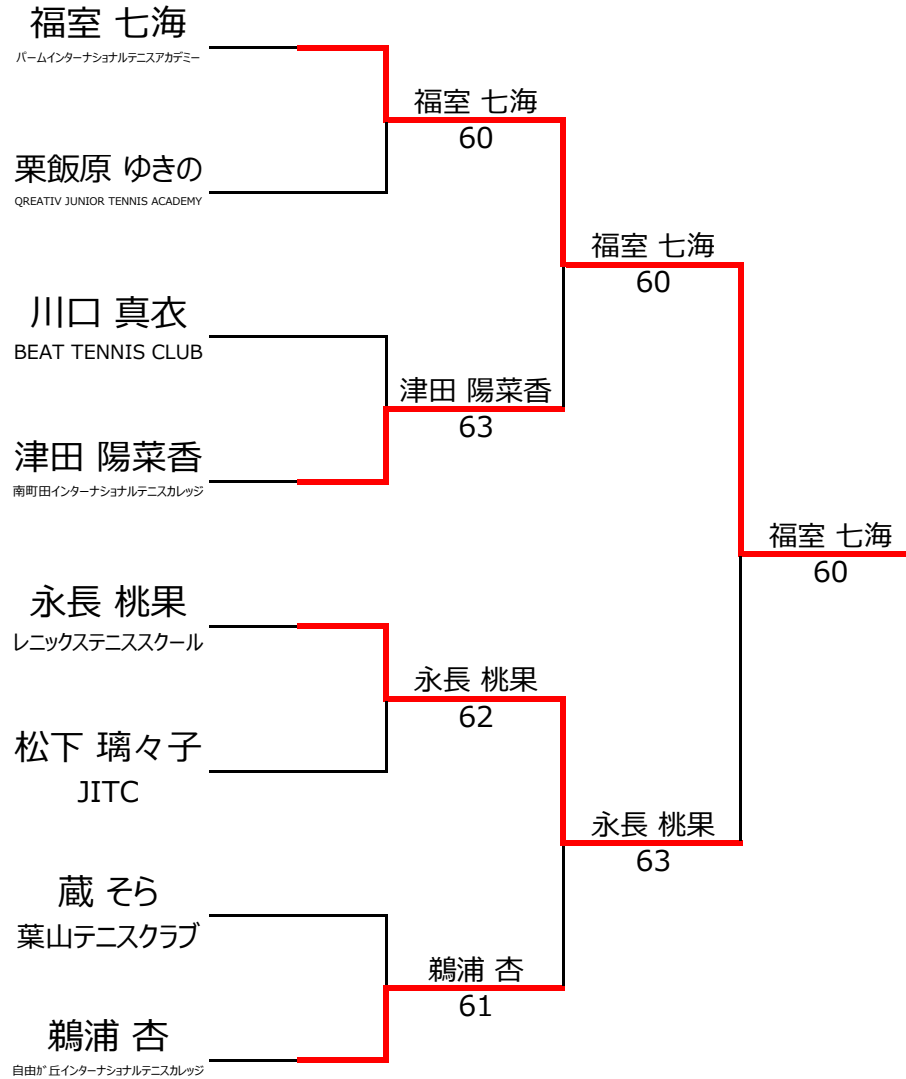 福室 七海
パームインターナショナルテニスアカデミー
福室 七海
60
栗飯原 ゆきの
QREATIV JUNIOR TENNIS ACADEMY
福室 七海
60
川口 真衣
BEAT TENNIS CLUB
津田 陽菜香
63
津田 陽菜香
南町田インターナショナルテニスカレッジ
福室 七海
60
永長 桃果
レニックステニススクール
永長 桃果
62
松下 璃々子
JITC
永長 桃果
63
蔵 そら
葉山テニスクラブ
鵜浦 杏
61
鵜浦 杏
自由が丘インターナショナルテニスカレッジ